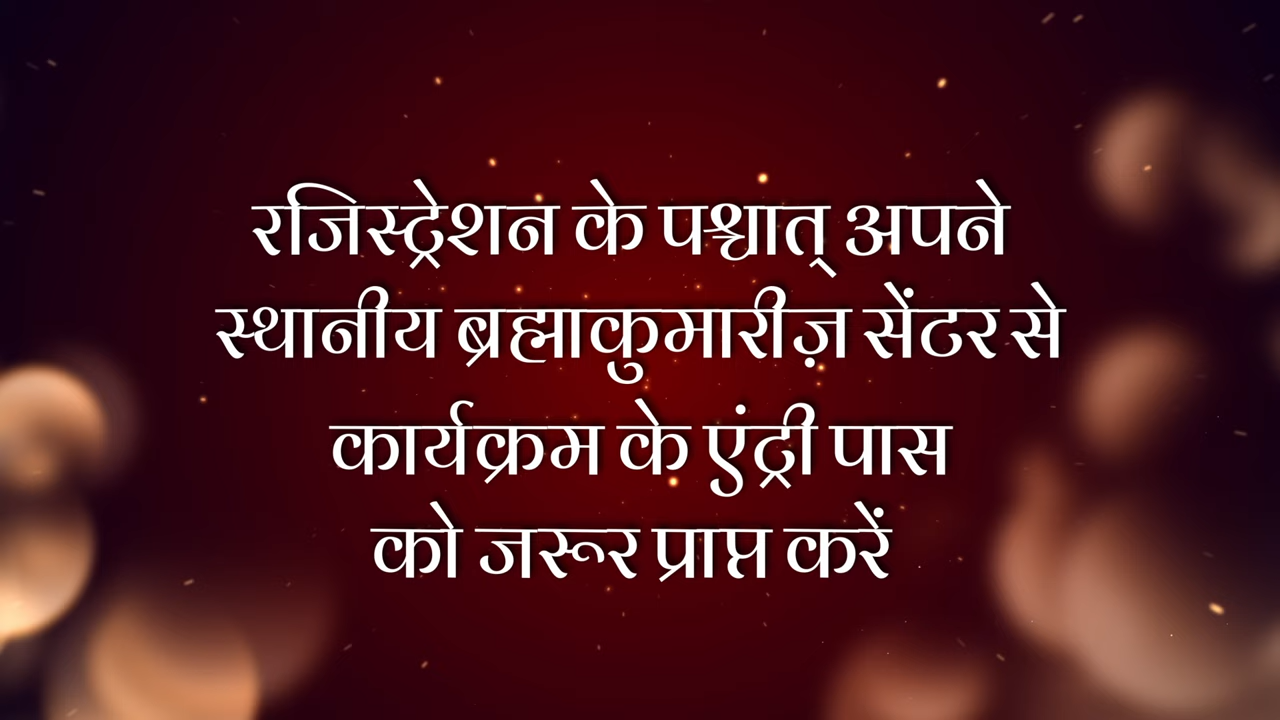 रजिस्ट्रेशन के पश्चात् अपने
स्थानीय ब्रह्माकुमारीज़ सेंटर से
कार्यक्रम के एंट्री पास
को जरूर प्राप्त करें